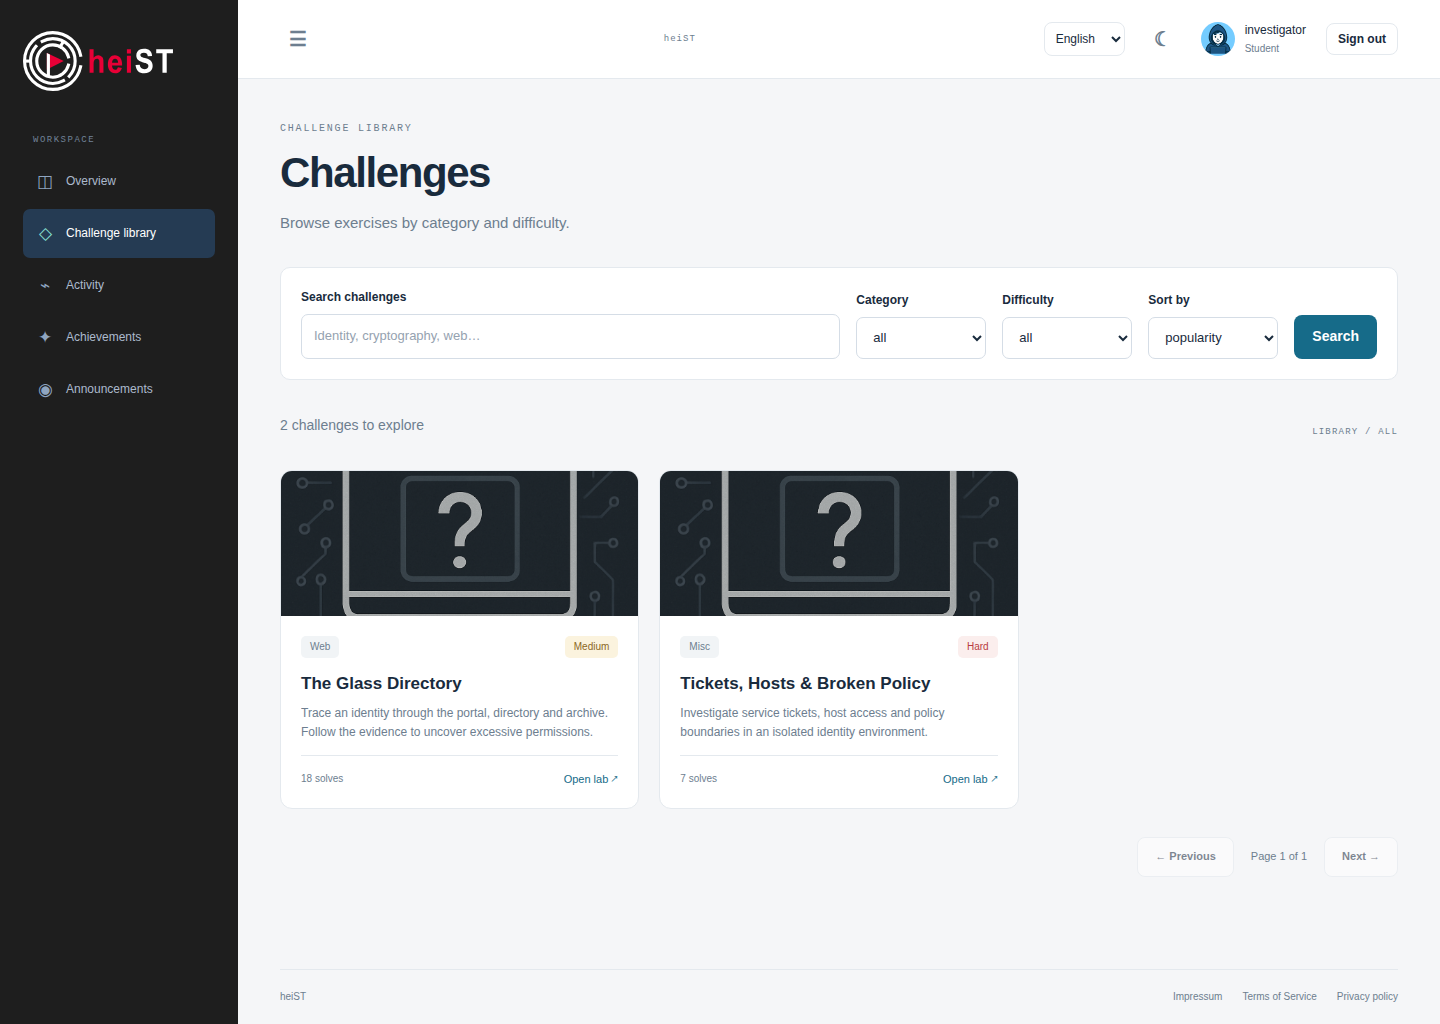 heiST
WORKSPACE
Overview
Challenge library
Activity
Achievements
Announcements
heiST
English
investigator
Student
Sign out
CHALLENGE LIBRARY
Challenges
Browse exercises by category and difficulty.
Search challenges
Identity, cryptography, web…
Category
all
Difficulty
all
Sort by
popularity
Search
2 challenges to explore
LIBRARY / ALL
?
Web
Medium
The Glass Directory
Trace an identity through the portal, directory and archive.
Follow the evidence to uncover excessive permissions.
18 solves
Open lab ↗
?
Misc
Hard
Tickets, Hosts & Broken Policy
Investigate service tickets, host access and policy
boundaries in an isolated identity environment.
7 solves
Open lab ↗
← Previous
Page 1 of 1
Next →
heiST
Impressum
Terms of Service
Privacy policy